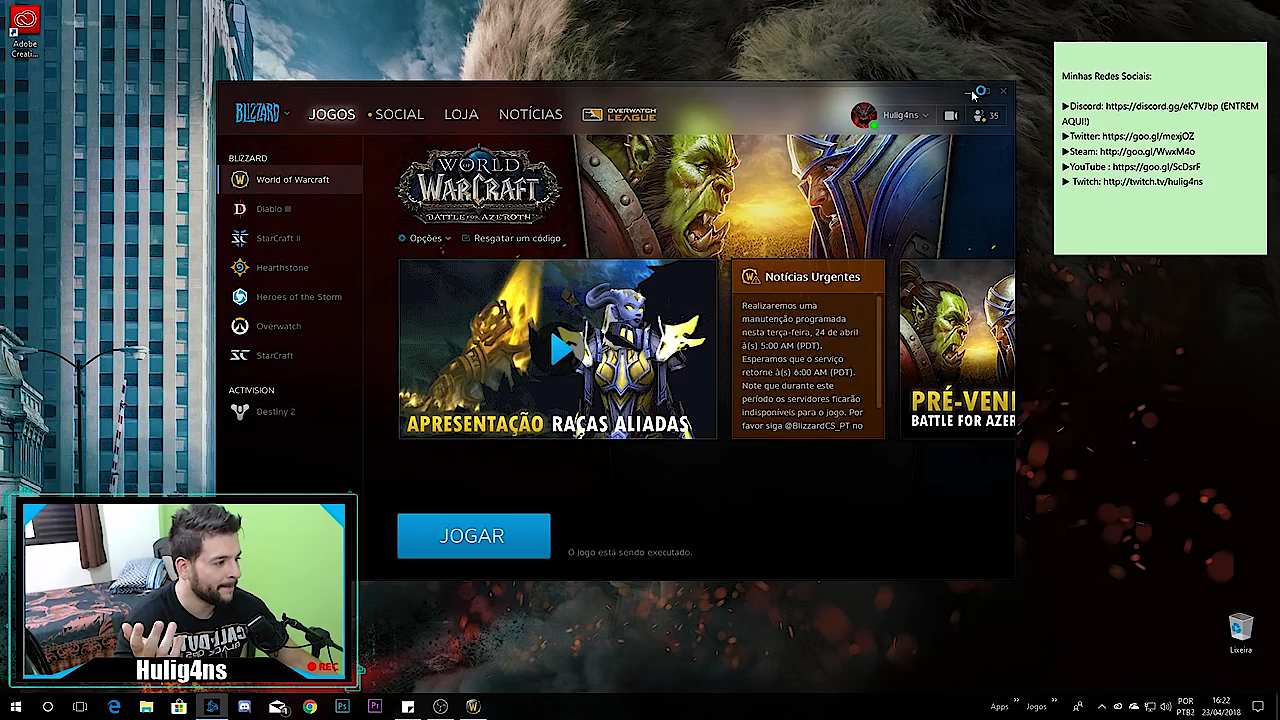 Adobe
Creati...
BLIZZARD
JOGOS
SOCIAL
LOJA
NOTÍCIAS
OVERWATCH
LEAGUE
Hulig4ns
35
BLIZZARD
World of Warcraft
Diablo III
StarCraft II
Hearthstone
Heroes of the Storm
Overwatch
StarCraft
ACTIVISION
Destiny 2
WORLD
OF
WARCRAFT
BATTLE FOR AZEROTH
Opções
Resgatar um código
APRESENTAÇÃO RAÇAS ALIADAS
Notícias Urgentes
Realizaremos uma
manutenção programada
nesta terça-feira, 24 de abril
à(s) 5:00 AM (PDT).
Esperamos que o serviço
retorne à(s) 6:00 AM (PDT).
Note que durante este
período os servidores ficarão
indisponíveis para o jogo. Por
favor siga @BlizzardCS_PT no
PRÉ-VEN
BATTLE FOR AZER
JOGAR
O jogo está sendo executado.
Minhas Redes Sociais:
►Discord: https://discord.gg/eK7VJbp (ENTREM
AQUI!)
►Twitter: https://goo.gl/mexjOZ
►Steam: http://goo.gl/WwxM4o
►YouTube : https://goo.gl/ScDsrF
► Twitch: http://twitch.tv/hulig4ns
CALL OF DUTY
Hulig4ns
REC
Lixeira
Apps
Jogos
POR
PTB2
16:22
23/04/2018